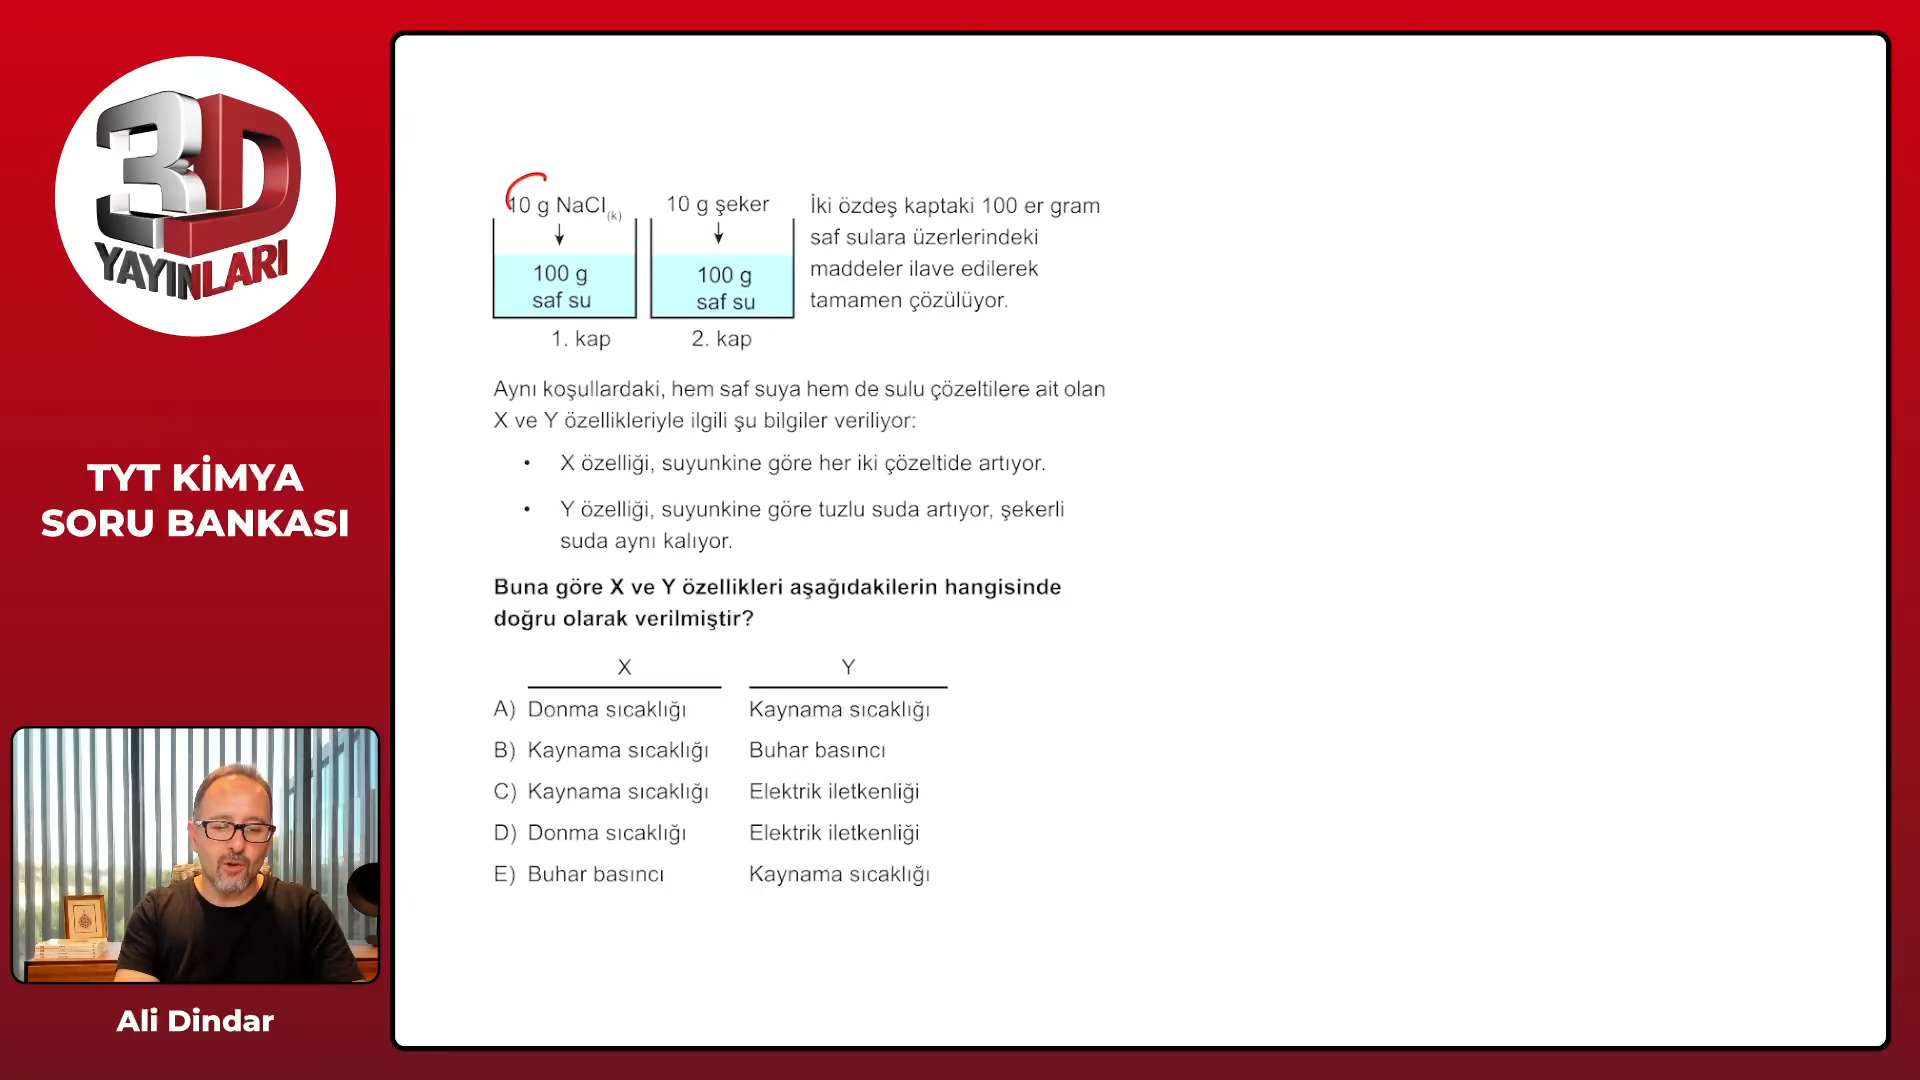 3D
YAYINLARI
TYT KİMYA
SORU BANKASI
Ali Dindar
10 g NaCl(k)
10 g şeker
100 g
saf su
100 g
saf su
1. kap
2. kap
İki özdeş kaptaki 100 er gram
saf sulara üzerlerindeki
maddeler ilave edilerek
tamamen çözülüyor.
Aynı koşullardaki, hem saf suya hem de sulu çözeltilere ait olan
X ve Y özellikleriyle ilgili şu bilgiler veriliyor:
• X özelliği, suyunkine göre her iki çözeltide artıyor.
• Y özelliği, suyunkine göre tuzlu suda artıyor, şekerli
suda aynı kalıyor.
Buna göre X ve Y özellikleri aşağıdakilerin hangisinde
doğru olarak verilmiştir?
X Y
A) Donma sıcaklığı Kaynama sıcaklığı
B) Kaynama sıcaklığı Buhar basıncı
C) Kaynama sıcaklığı Elektrik iletkenliği
D) Donma sıcaklığı Elektrik iletkenliği
E) Buhar basıncı Kaynama sıcaklığı